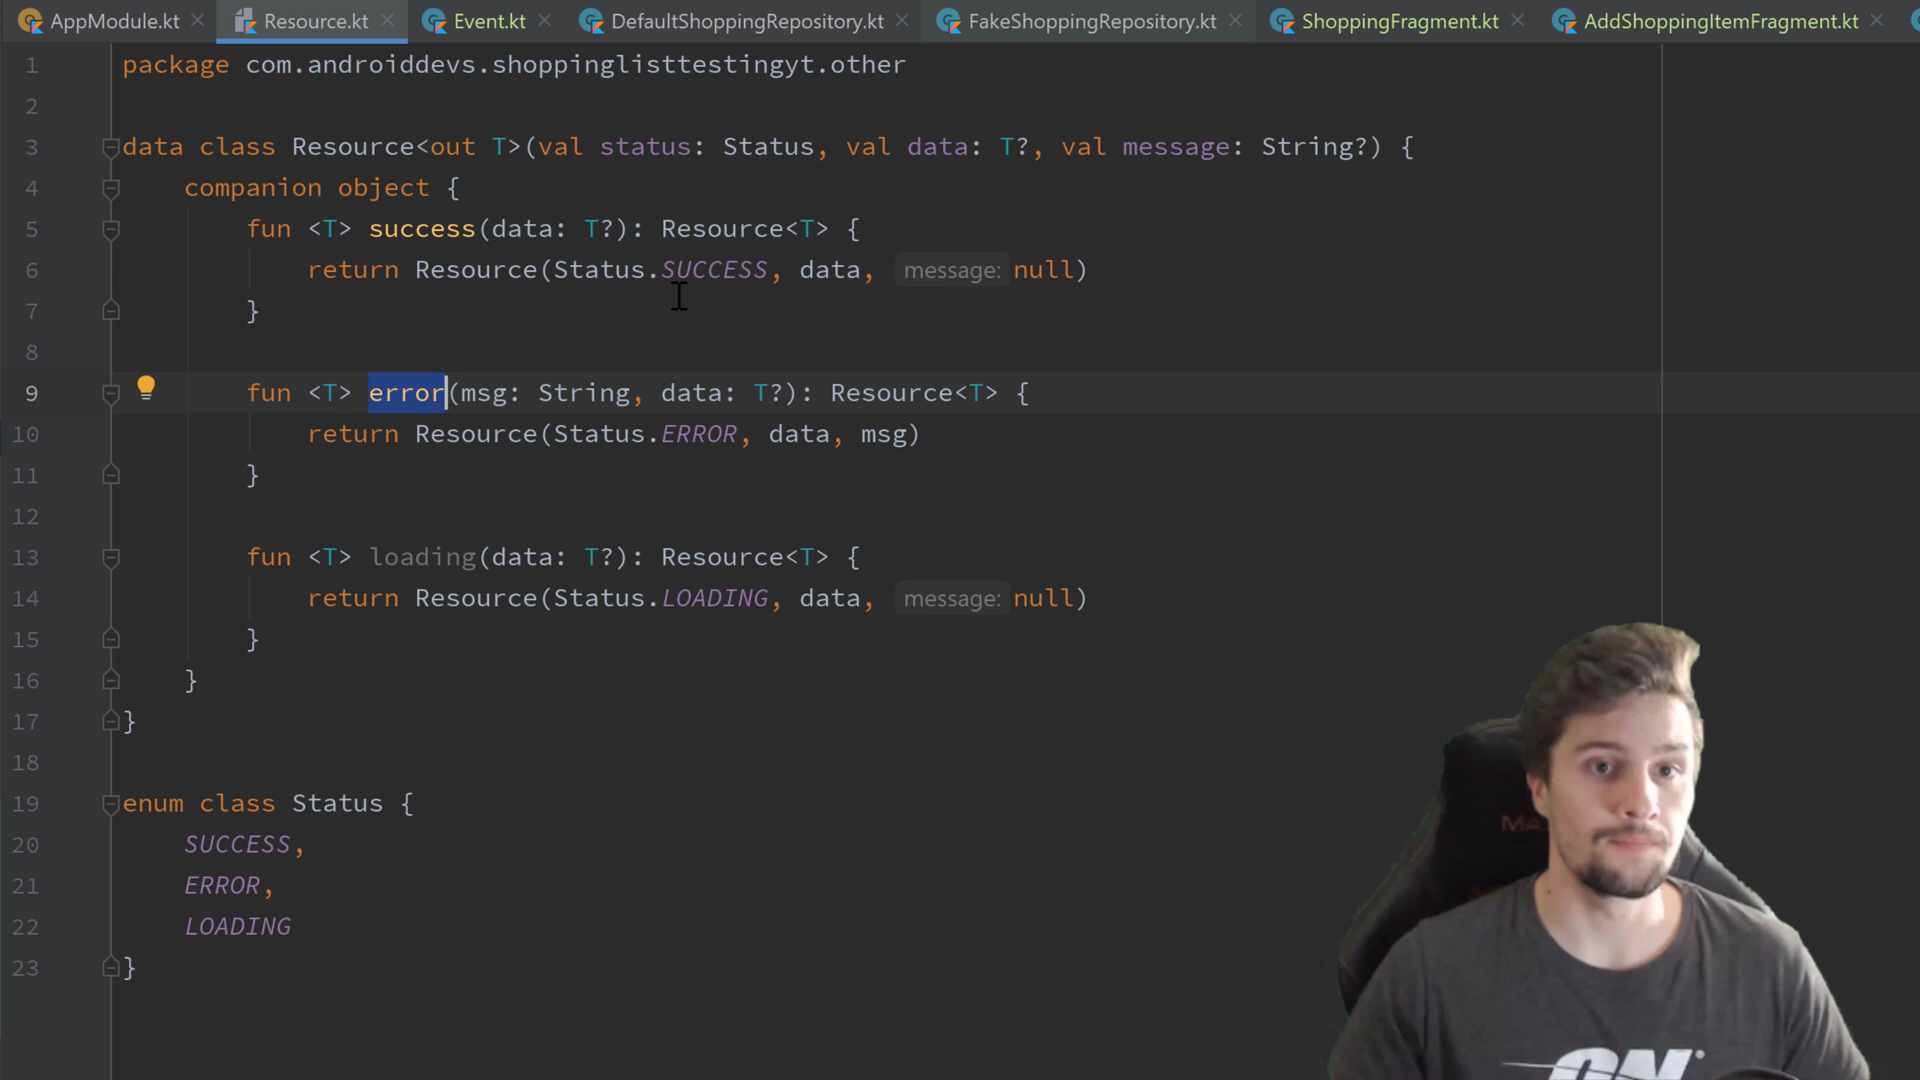 AppModule.kt Resource.kt Event.kt DefaultShoppingRepository.kt FakeShoppingRepository.kt ShoppingFragment.kt AddShoppingItemFragment.kt
1 package com.androiddevs.shoppinglisttestingyt.other
2
3 data class Resource<out T>(val status: Status, val data: T?, val message: String?) {
4 companion object {
5 fun <T> success(data: T?): Resource<T> {
6 return Resource(Status.SUCCESS, data, message: null)
7 }
8
9 fun <T> error(msg: String, data: T?): Resource<T> {
10 return Resource(Status.ERROR, data, msg)
11 }
12
13 fun <T> loading(data: T?): Resource<T> {
14 return Resource(Status.LOADING, data, message: null)
15 }
16 }
17 }
18
19 enum class Status {
20 SUCCESS,
21 ERROR,
22 LOADING
23 }